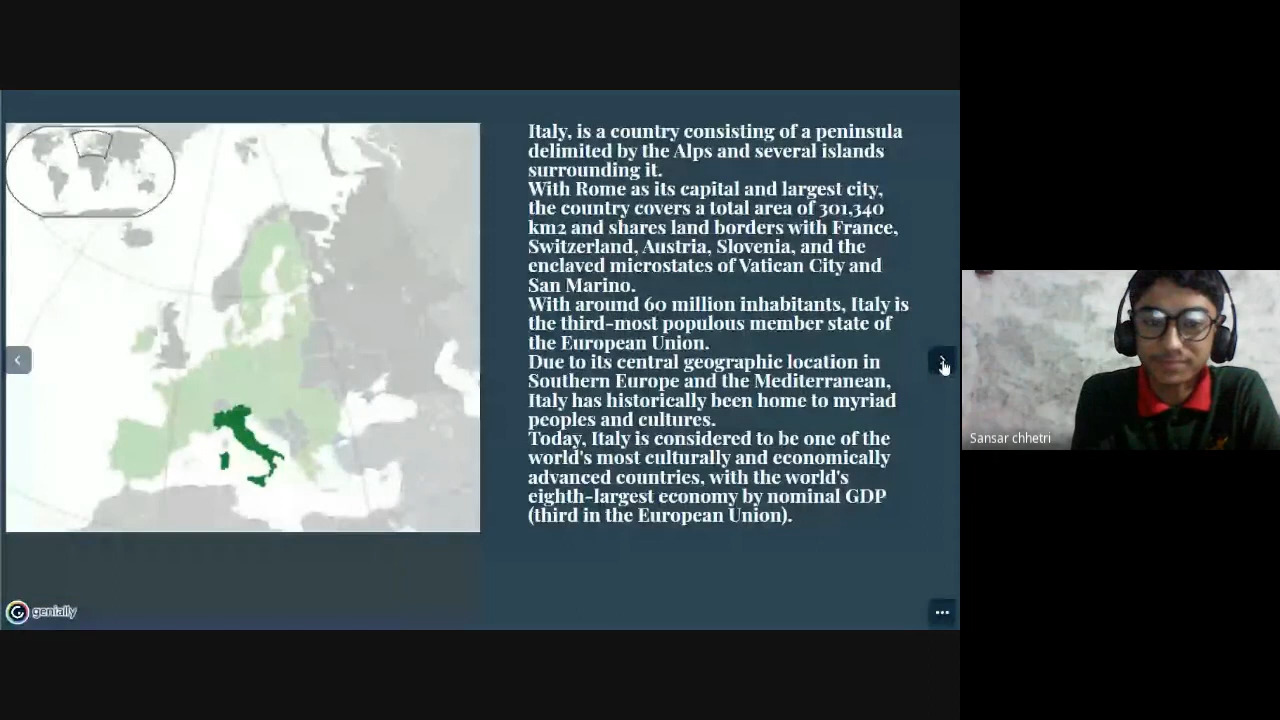 Italy, is a country consisting of a peninsula
delimited by the Alps and several islands
surrounding it.
With Rome as its capital and largest city,
the country covers a total area of 301,340
km2 and shares land borders with France,
Switzerland, Austria, Slovenia, and the
enclaved microstates of Vatican City and
San Marino.
With around 60 million inhabitants, Italy is
the third-most populous member state of
the European Union.
Due to its central geographic location in
Southern Europe and the Mediterranean,
Italy has historically been home to myriad
peoples and cultures.
Today, Italy is considered to be one of the
world's most culturally and economically
advanced countries, with the world's
eighth-largest economy by nominal GDP
(third in the European Union).
genially
Sansar chhetri